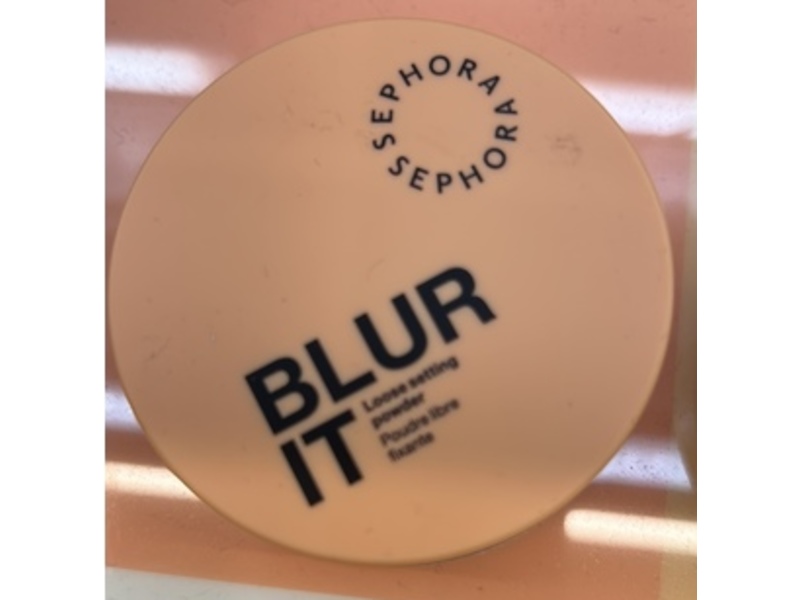 SEPHORA SEPHORA
BLUR
IT
Loose setting
powder
Poudre libre
fixante